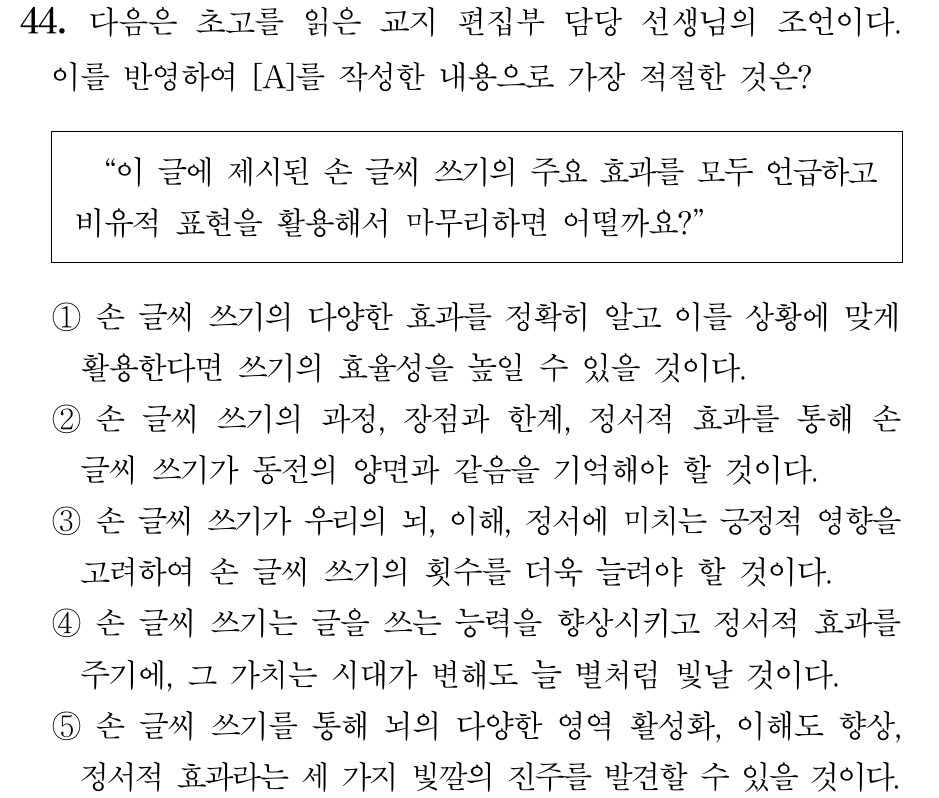 44. 다음은 초고를 읽은 교지 편집부 담당 선생님의 조언이다.
이를 반영하여 [A]를 작성한 내용으로 가장 적절한 것은?
“이 글에 제시된 손 글씨 쓰기의 주요 효과를 모두 언급하고
비유적 표현을 활용해서 마무리하면 어떨까요?”
① 손 글씨 쓰기의 다양한 효과를 정확히 알고 이를 상황에 맞게
활용한다면 쓰기의 효율성을 높일 수 있을 것이다.
② 손 글씨 쓰기의 과정, 장점과 한계, 정서적 효과를 통해 손
글씨 쓰기가 동전의 양면과 같음을 기억해야 할 것이다.
③ 손 글씨 쓰기가 우리의 뇌, 이해, 정서에 미치는 긍정적 영향을
고려하여 손 글씨 쓰기의 횟수를 더욱 늘려야 할 것이다.
④ 손 글씨 쓰기는 글을 쓰는 능력을 향상시키고 정서적 효과를
주기에, 그 가치는 시대가 변해도 늘 별처럼 빛날 것이다.
⑤ 손 글씨 쓰기를 통해 뇌의 다양한 영역 활성화, 이해도 향상,
정서적 효과라는 세 가지 빛깔의 진주를 발견할 수 있을 것이다.